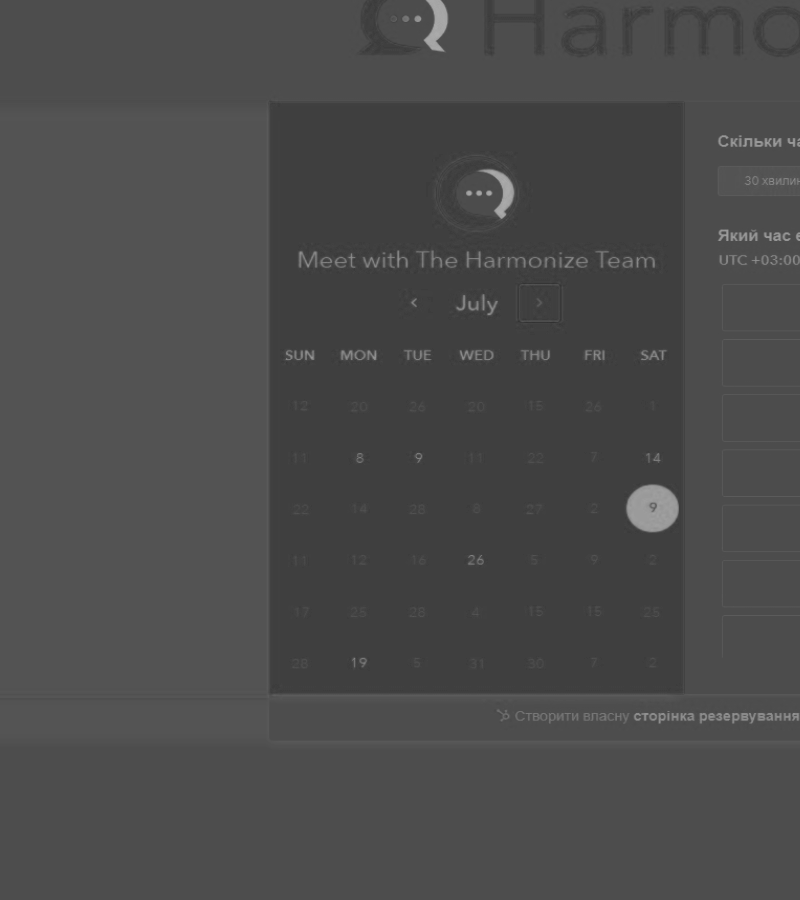 Harmo
Скільки ча
30 хвилин
Meet with The Harmonize Team
Який час є
UTC +03:00
‹ July ›
SUN MON TUE WED THU FRI SAT
12 20 26 20 15 26 1
11 8 9 11 22 7 14
22 14 28 8 27 2 9
11 12 16 26 5 9 2
17 25 28 4 15 15 25
28 19 5 31 30 7 2
Створити власну сторінка резервування